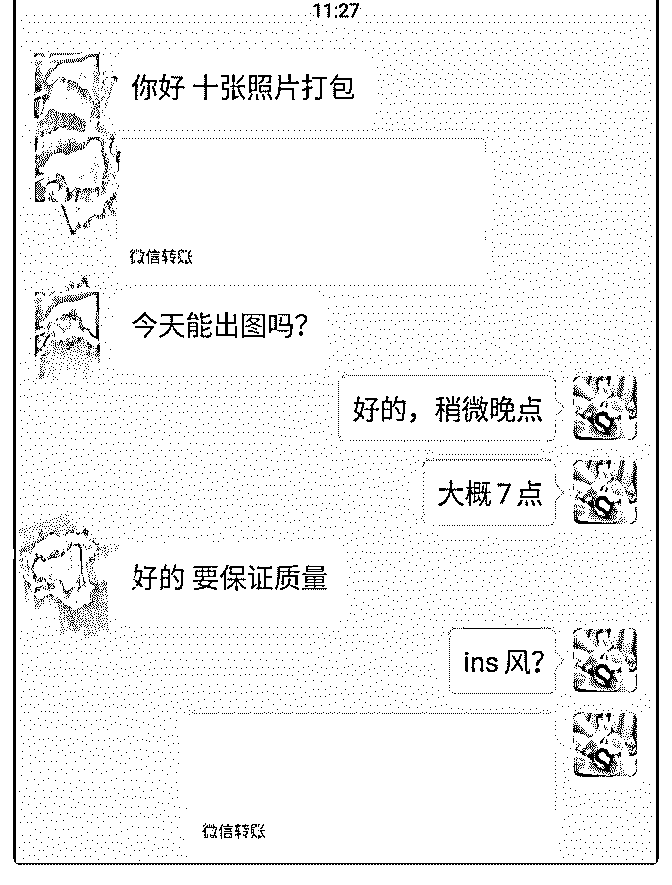 11:27
你好 十张照片打包
微信转账
今天能出图吗？
好的，稍微晚点
大概 7 点
好的 要保证质量
ins 风？
微信转账